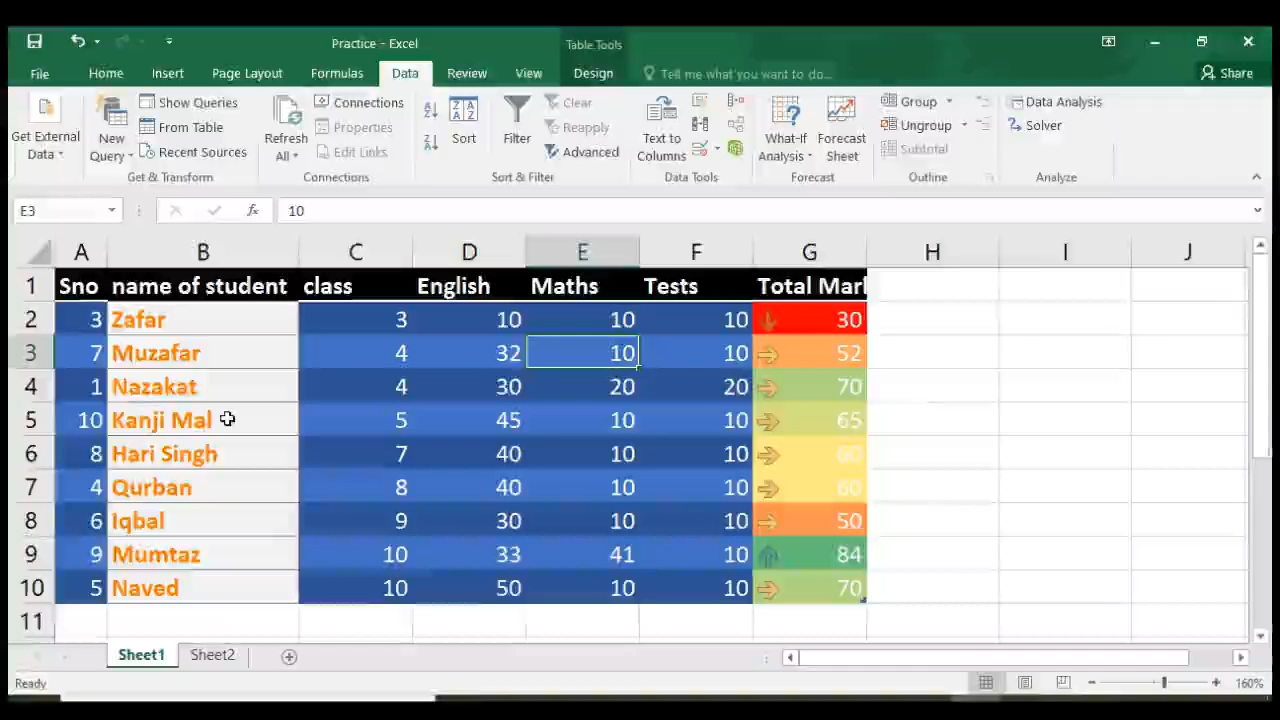 Practice - Excel
Table Tools
File Home Insert Page Layout Formulas Data Review View Design Tell me what you want to do... Share
Get External Data
New Query
Show Queries
From Table
Recent Sources
Get & Transform
Refresh All
Connections
Properties
Edit Links
Connections
Sort
Filter
Clear
Reapply
Advanced
Sort & Filter
Text to Columns
Data Tools
What-If Analysis
Forecast Sheet
Forecast
Group
Ungroup
Subtotal
Outline
Data Analysis
Solver
Analyze
E3 fx 10
A B C D E F G H I J
1 Sno name of student class English Maths Tests Total Mar
2 3 Zafar 3 10 10 10 30
3 7 Muzafar 4 32 10 10 52
4 1 Nazakat 4 30 20 20 70
5 10 Kanji Mal 5 45 10 10 65
6 8 Hari Singh 7 40 10 10 60
7 4 Qurban 8 40 10 10 60
8 6 Iqbal 9 30 10 10 50
9 9 Mumtaz 10 33 41 10 84
10 5 Naved 10 50 10 10 70
11
Sheet1 Sheet2
Ready 160%